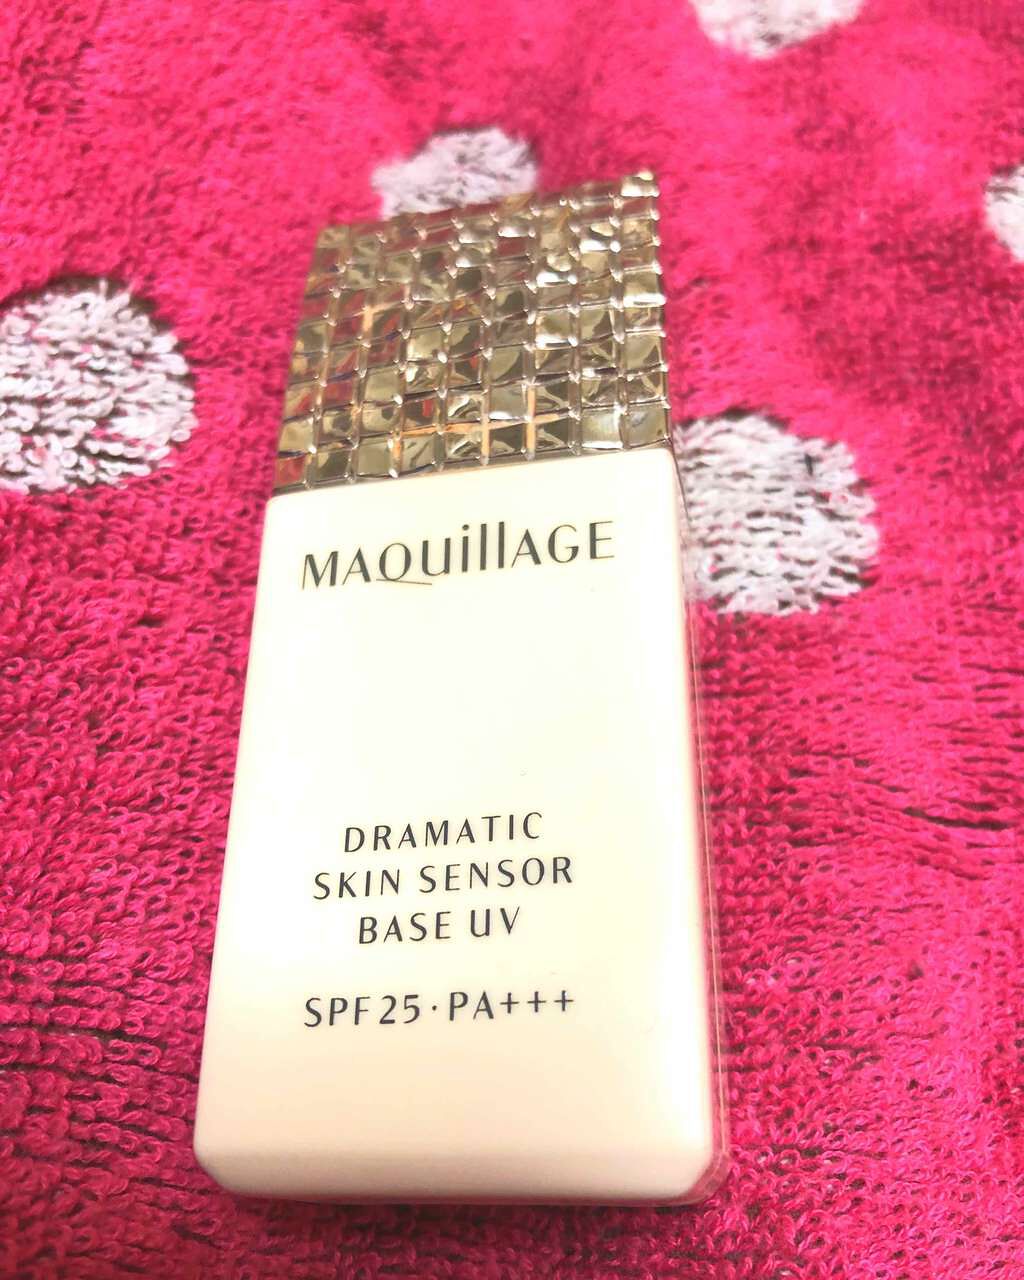 MAQuillAGE
DRAMATIC
SKIN SENSOR
BASE UV
SPF25·PA+++